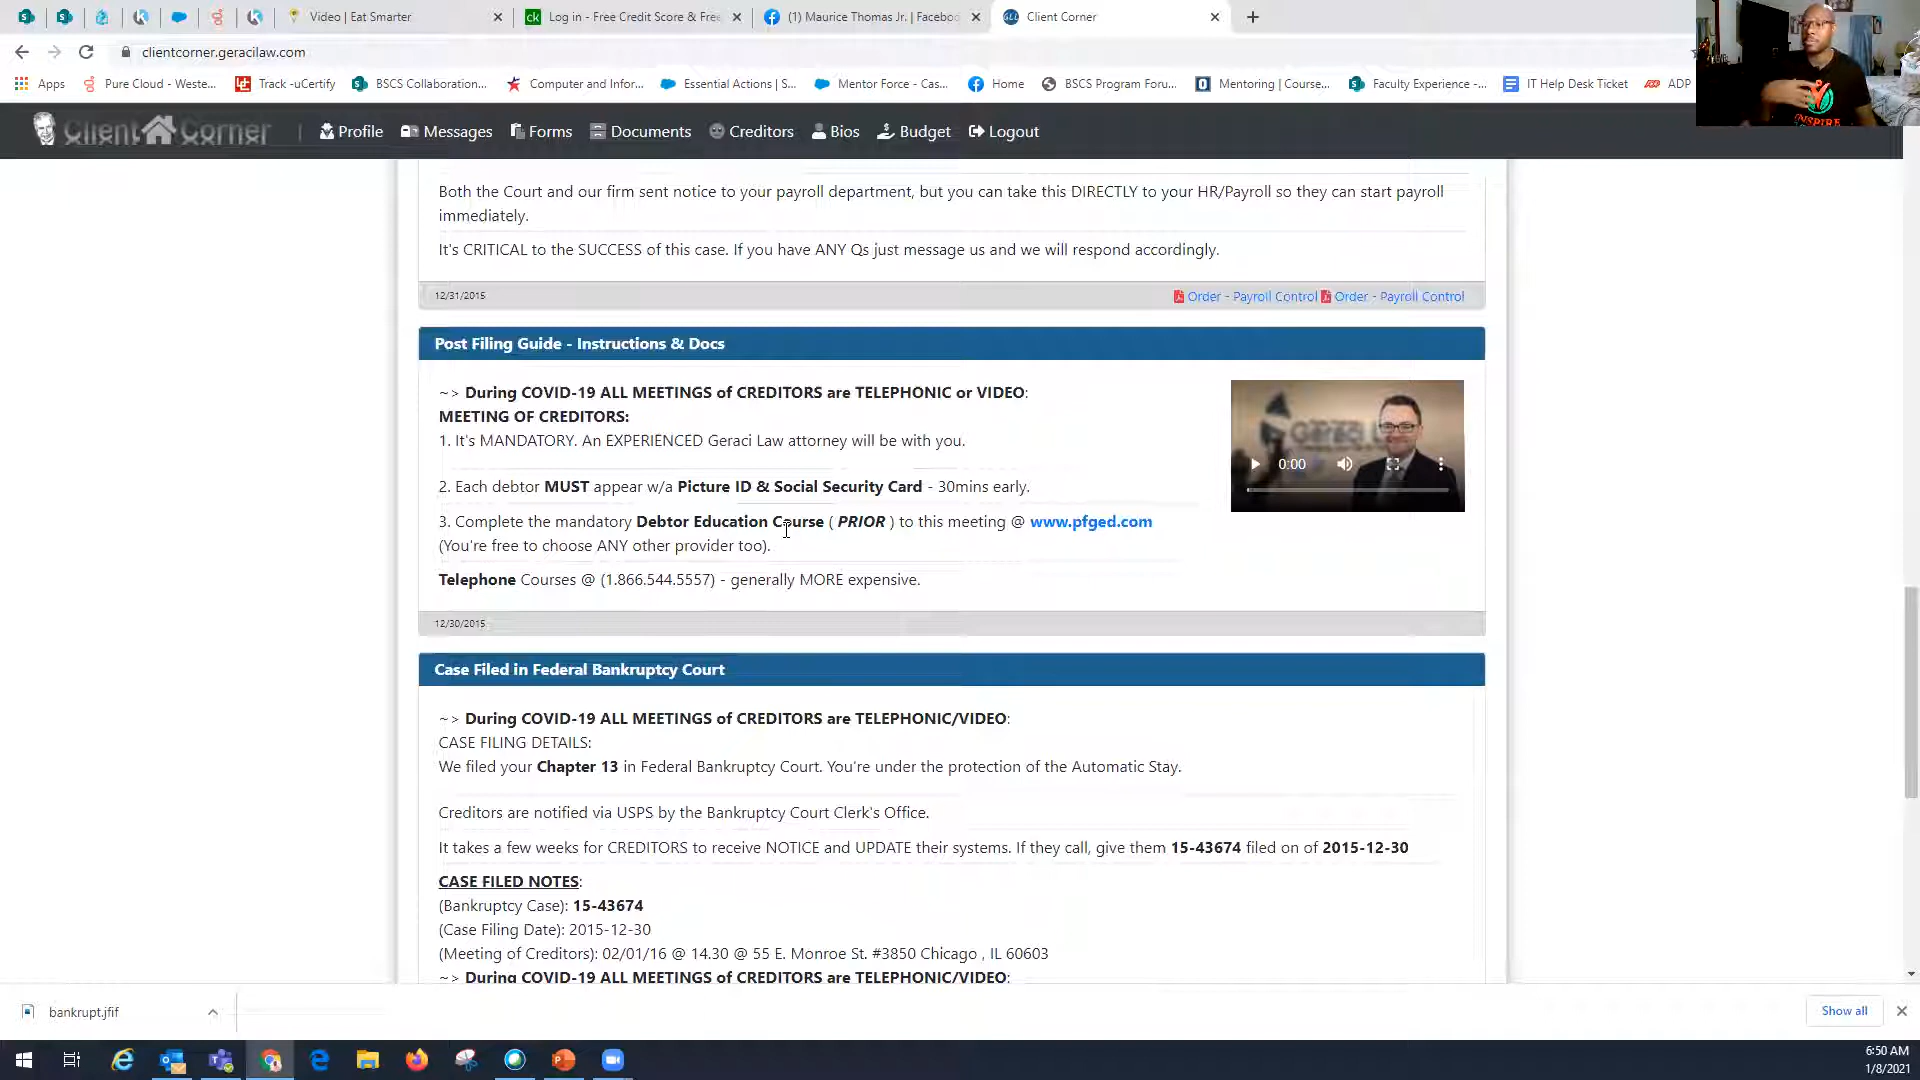 Video | Eat Smarter
ck Log in - Free Credit Score & Free
(1) Maurice Thomas Jr. | Facebo
GLL Client Corner
clientcorner.geracilaw.com
Apps Pure Cloud - Weste... Track -uCertify BSCS Collaboration... Computer and Infor... Essential Actions | S... Mentor Force - Cas... Home BSCS Program Foru... Mentoring | Course... Faculty Experience -... IT Help Desk Ticket ADP
INSPIRE
Client Corner | Profile Messages Forms Documents Creditors Bios Budget Logout
Both the Court and our firm sent notice to your payroll department, but you can take this DIRECTLY to your HR/Payroll so they can start payroll
immediately.
It's CRITICAL to the SUCCESS of this case. If you have ANY Qs just message us and we will respond accordingly.
12/31/2015 Order - Payroll Control Order - Payroll Control
Post Filing Guide - Instructions & Docs
~> During COVID-19 ALL MEETINGS of CREDITORS are TELEPHONIC or VIDEO:
MEETING OF CREDITORS:
1. It's MANDATORY. An EXPERIENCED Geraci Law attorney will be with you.
2. Each debtor MUST appear w/a Picture ID & Social Security Card - 30mins early.
0:00
3. Complete the mandatory Debtor Education Course ( PRIOR ) to this meeting @ www.pfged.com
(You're free to choose ANY other provider too).
Telephone Courses @ (1.866.544.5557) - generally MORE expensive.
12/30/2015
Case Filed in Federal Bankruptcy Court
~> During COVID-19 ALL MEETINGS of CREDITORS are TELEPHONIC/VIDEO:
CASE FILING DETAILS:
We filed your Chapter 13 in Federal Bankruptcy Court. You're under the protection of the Automatic Stay.
Creditors are notified via USPS by the Bankruptcy Court Clerk's Office.
It takes a few weeks for CREDITORS to receive NOTICE and UPDATE their systems. If they call, give them 15-43674 filed on of 2015-12-30
CASE FILED NOTES:
(Bankruptcy Case): 15-43674
(Case Filing Date): 2015-12-30
(Meeting of Creditors): 02/01/16 @ 14.30 @ 55 E. Monroe St. #3850 Chicago , IL 60603
~> During COVID-19 ALL MEETINGS of CREDITORS are TELEPHONIC/VIDEO:
bankrupt.jfif
Show all
6:50 AM
1/8/2021